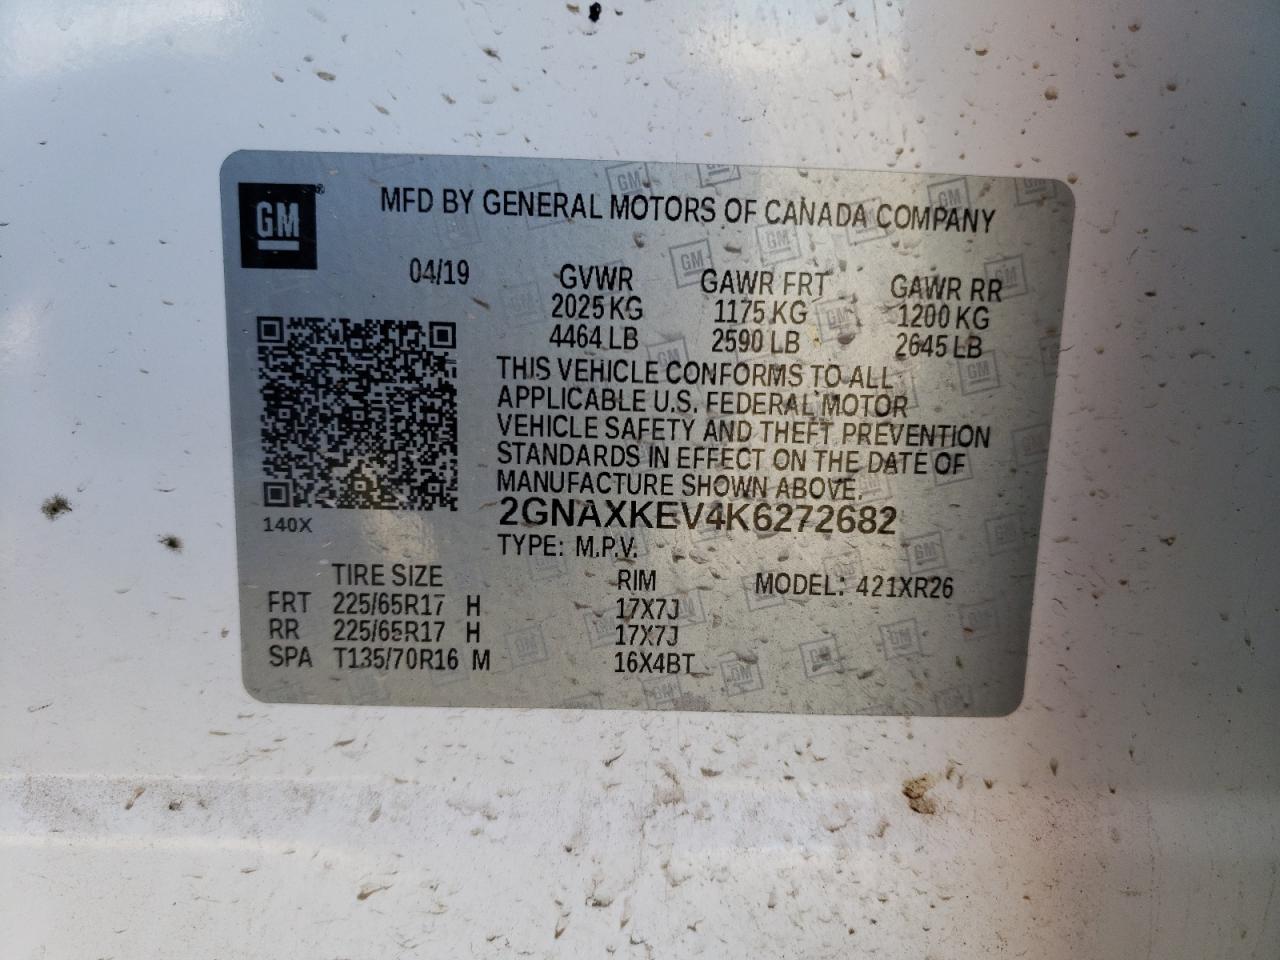 GM ®
MFD BY GENERAL MOTORS OF CANADA COMPANY
04/19 GVWR GAWR FRT GAWR RR
2025 KG 1175 KG 1200 KG
4464 LB 2590 LB 2645 LB
THIS VEHICLE CONFORMS TO ALL
APPLICABLE U.S. FEDERAL MOTOR
VEHICLE SAFETY AND THEFT PREVENTION
STANDARDS IN EFFECT ON THE DATE OF
MANUFACTURE SHOWN ABOVE.
140X
2GNAXKEV4K6272682
TYPE: M.P.V.
TIRE SIZE RIM MODEL: 421XR26
FRT 225/65R17 H 17X7J
RR 225/65R17 H 17X7J
SPA T135/70R16 M 16X4BT